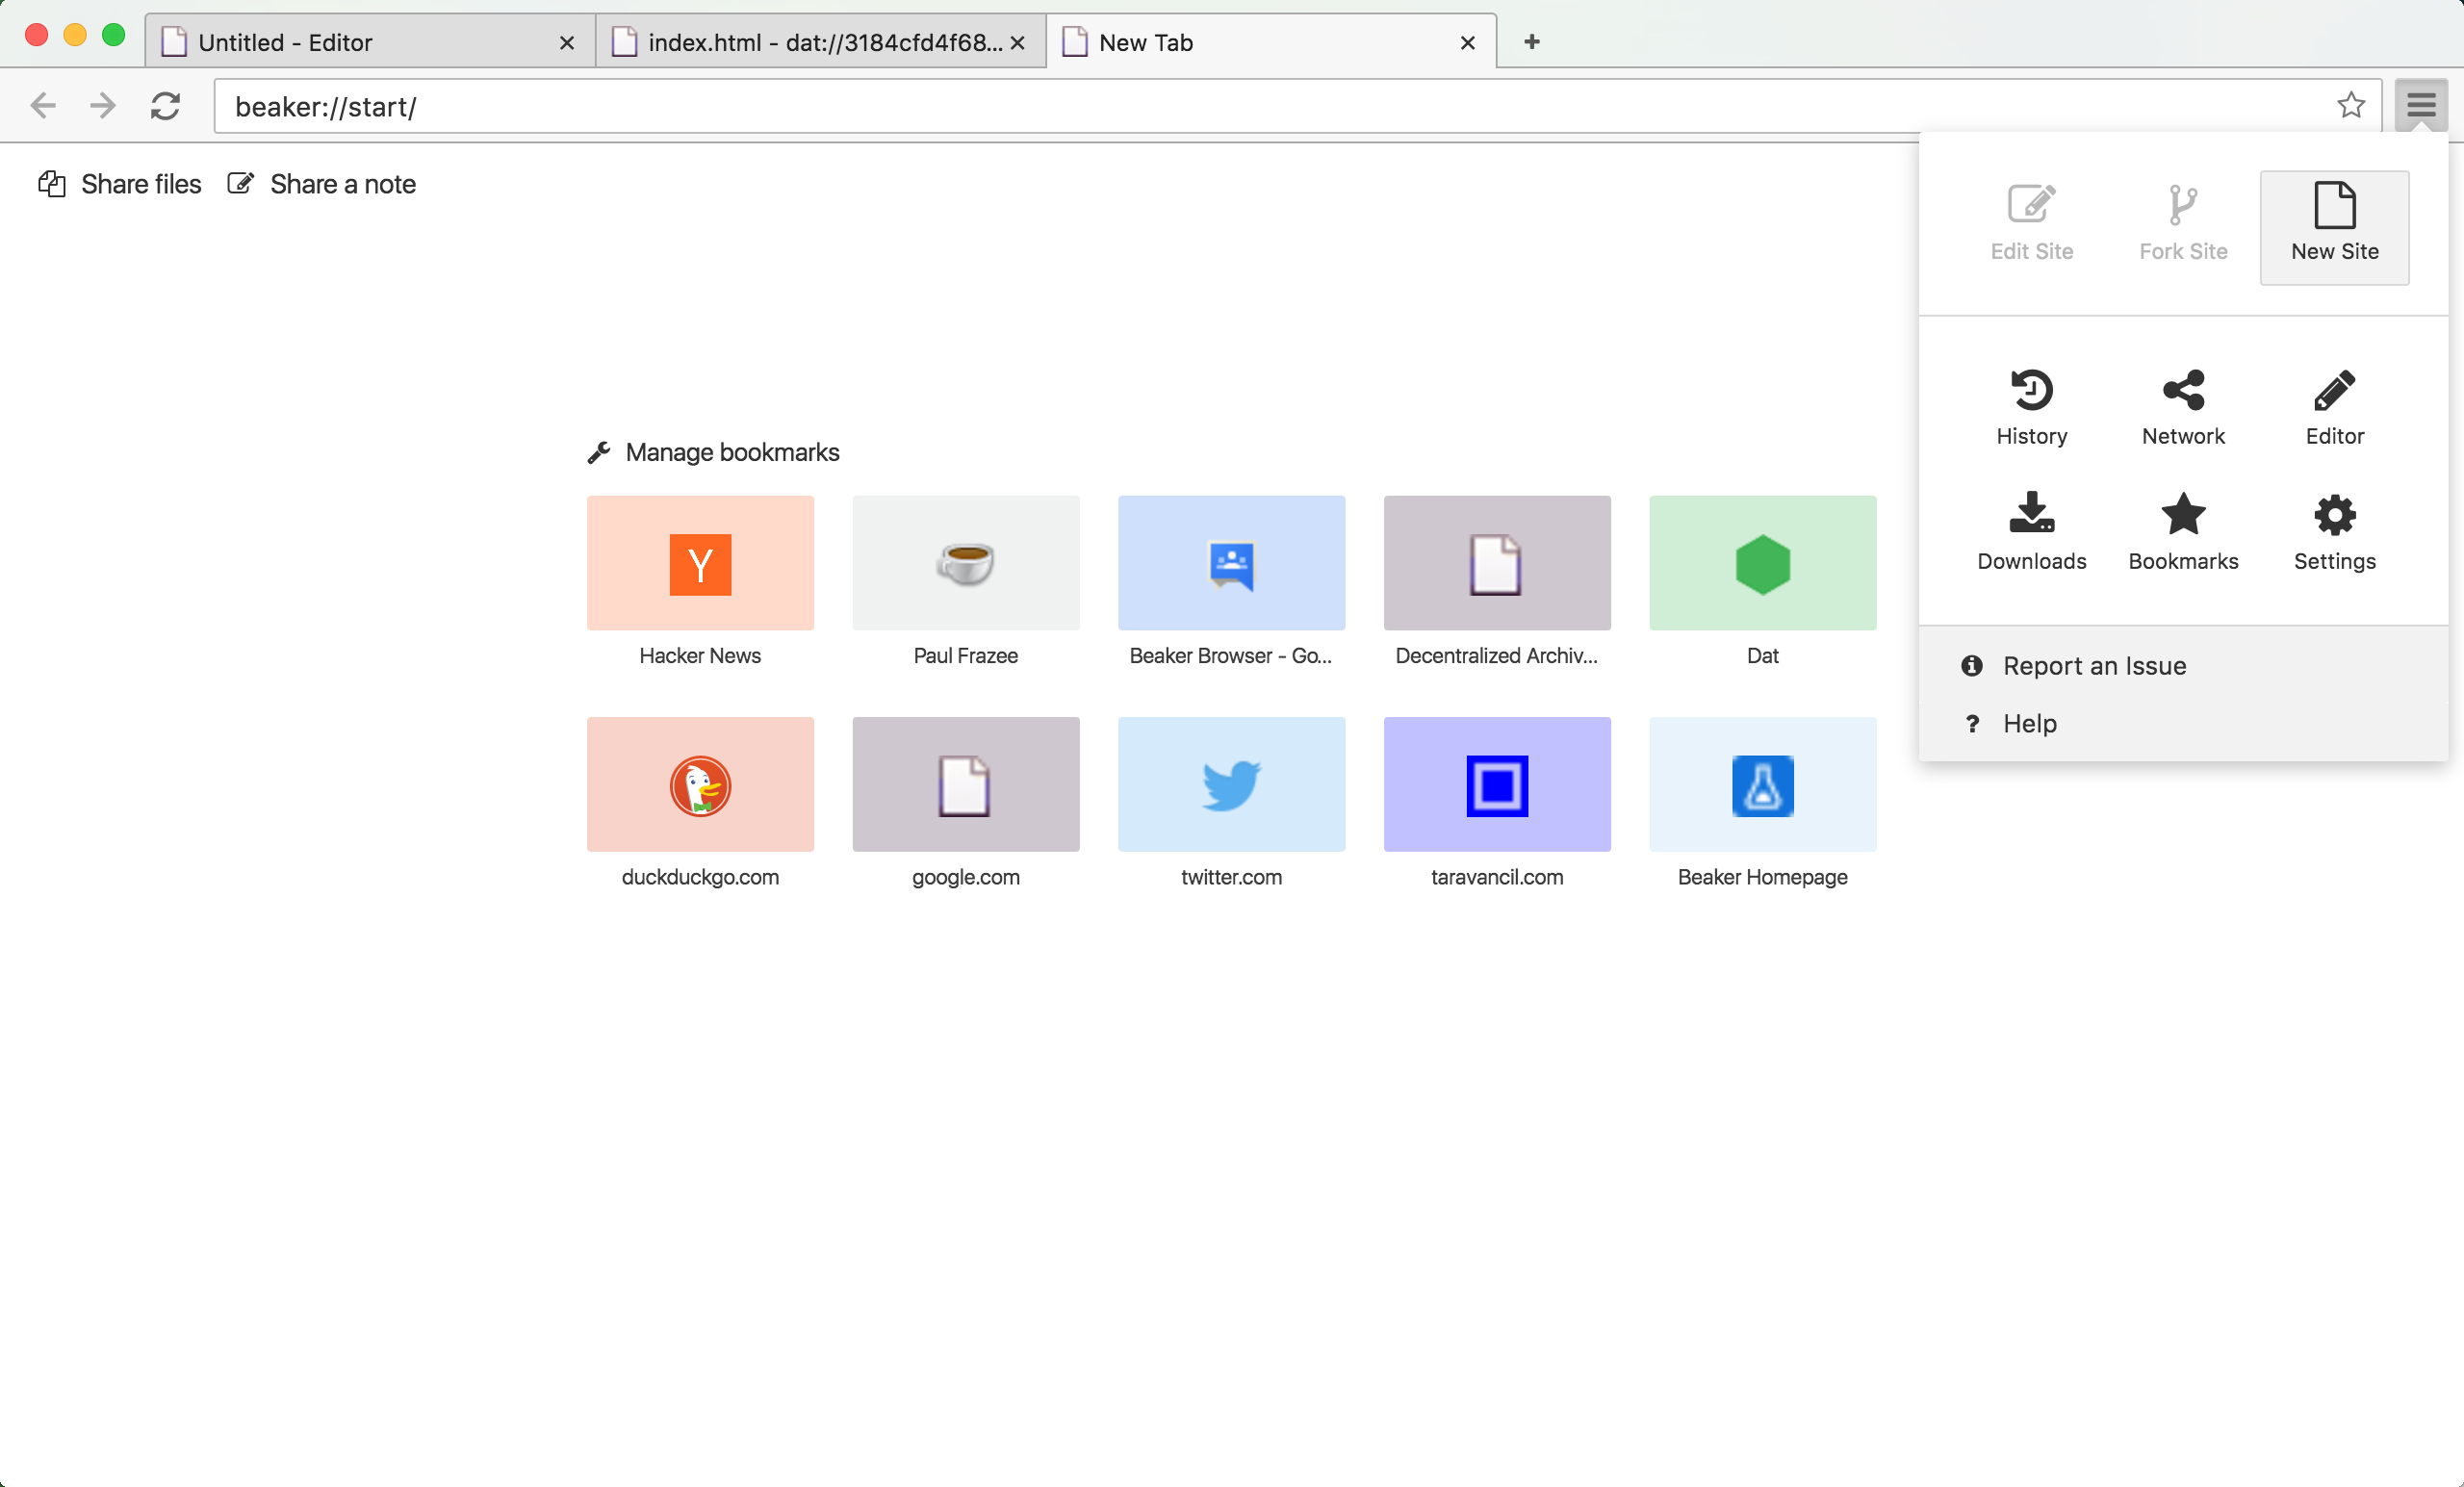 Untitled - Editor
index.html - dat://3184cfd4f68...
New Tab
beaker://start/
Share files
Share a note
Edit Site
Fork Site
New Site
History
Network
Editor
Downloads
Bookmarks
Settings
Report an Issue
Help
Manage bookmarks
Y
Hacker News
Paul Frazee
Beaker Browser - Go...
Decentralized Archiv...
Dat
duckduckgo.com
google.com
twitter.com
taravancil.com
Beaker Homepage